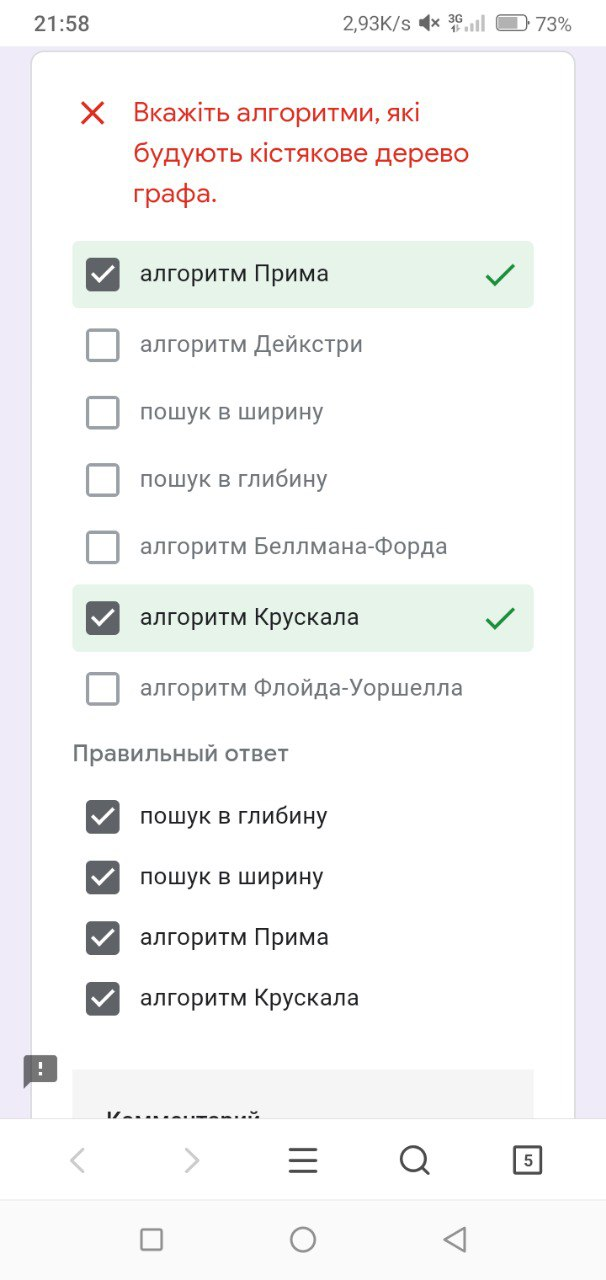 21:58 2,93K/s 3G 73%
Вкажіть алгоритми, які
будують кістякове дерево
графа.
алгоритм Прима
алгоритм Дейкстри
пошук в ширину
пошук в глибину
алгоритм Беллмана-Форда
алгоритм Крускала
алгоритм Флойда-Уоршелла
Правильный ответ
пошук в глибину
пошук в ширину
алгоритм Прима
алгоритм Крускала
Комментарий
5